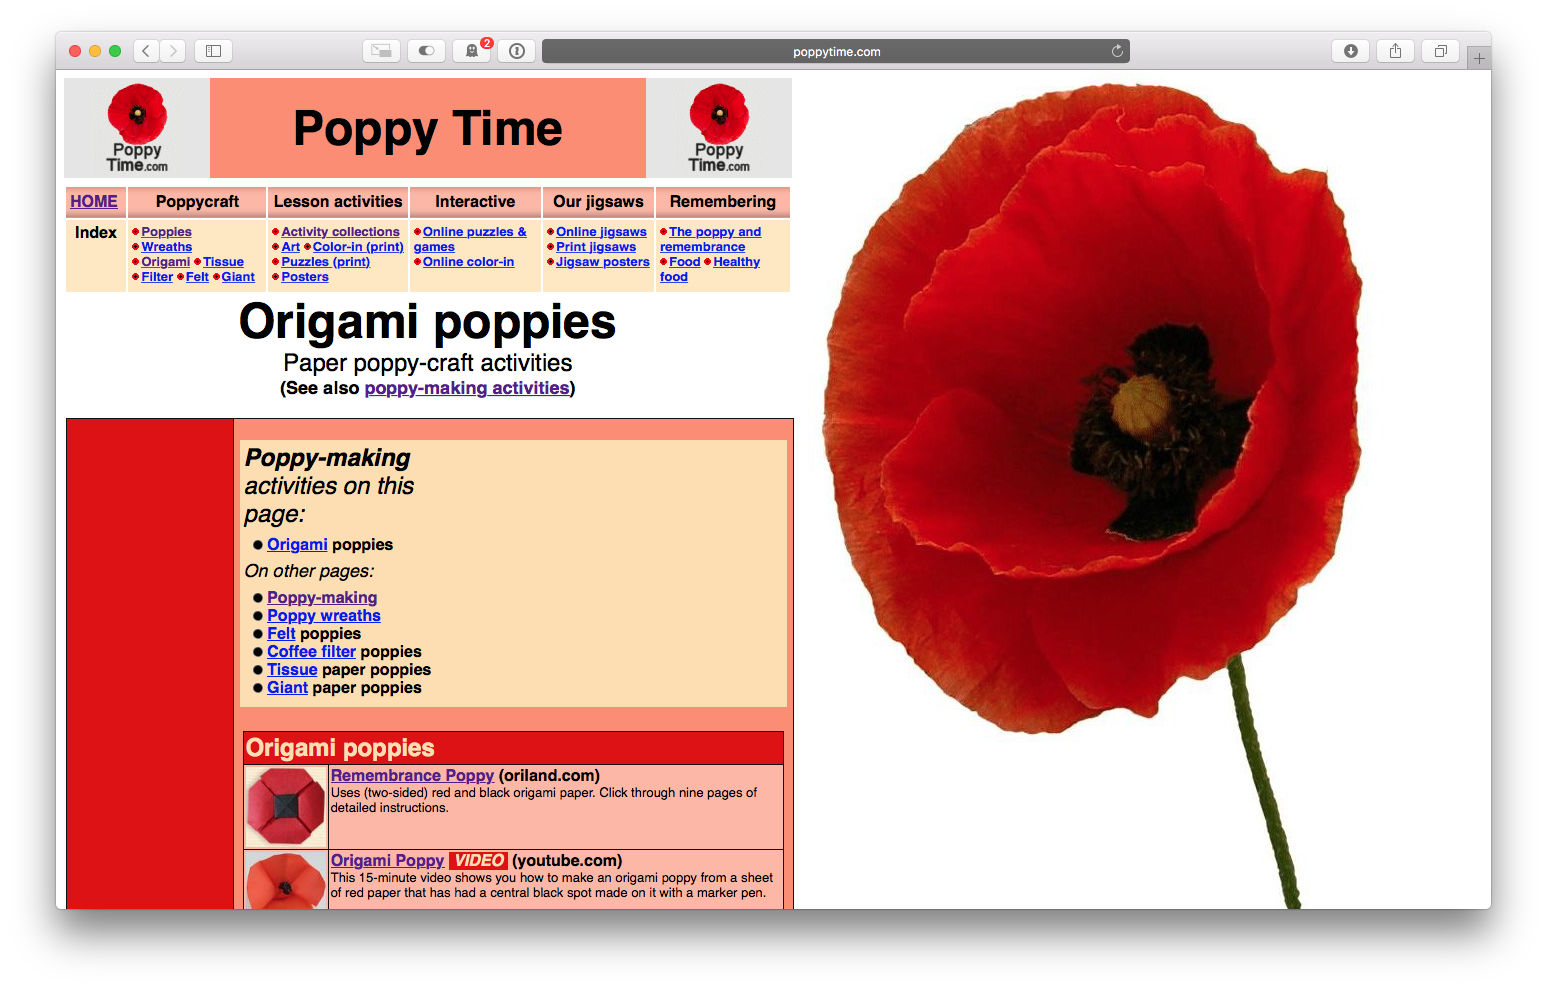 2
poppytime.com
Poppy
Time.com
Poppy Time
Poppy
Time.com
HOME Poppycraft Lesson activities Interactive Our jigsaws Remembering
Index
Poppies
Wreaths
Origami Tissue
Filter Felt Giant
Activity collections
Art Color-in (print)
Puzzles (print)
Posters
Online puzzles &
games
Online color-in
Online jigsaws
Print jigsaws
Jigsaw posters
The poppy and
remembrance
Food Healthy
food
Origami poppies
Paper poppy-craft activities
(See also poppy-making activities)
Poppy-making
activities on this
page:
Origami poppies
On other pages:
Poppy-making
Poppy wreaths
Felt poppies
Coffee filter poppies
Tissue paper poppies
Giant paper poppies
Origami poppies
Remembrance Poppy (oriland.com)
Uses (two-sided) red and black origami paper. Click through nine pages of
detailed instructions.
Origami Poppy VIDEO (youtube.com)
This 15-minute video shows you how to make an origami poppy from a sheet
of red paper that has had a central black spot made on it with a marker pen.